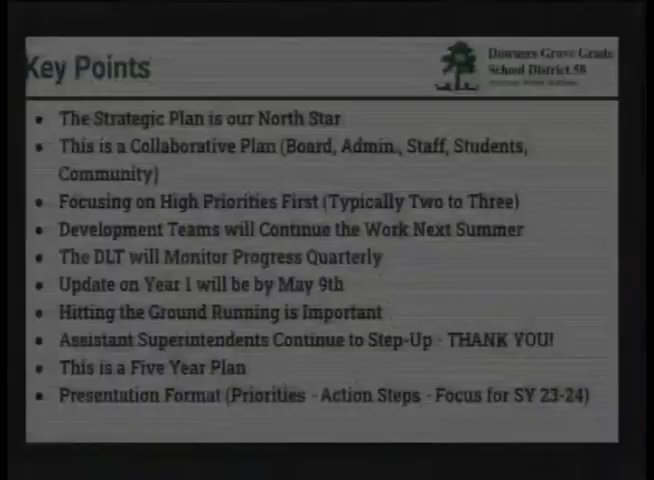 Key Points
Downers Grove Grade
School District 58
• The Strategic Plan is our North Star
• This is a Collaborative Plan (Board, Admin., Staff, Students,
Community)
• Focusing on High Priorities First (Typically Two to Three)
• Development Teams will Continue the Work Next Summer
• The DLT will Monitor Progress Quarterly
• Update on Year 1 will be by May 9th
• Hitting the Ground Running is Important
• Assistant Superintendents Continue to Step-Up - THANK YOU!
• This is a Five Year Plan
• Presentation Format (Priorities - Action Steps - Focus for SY 23-24)